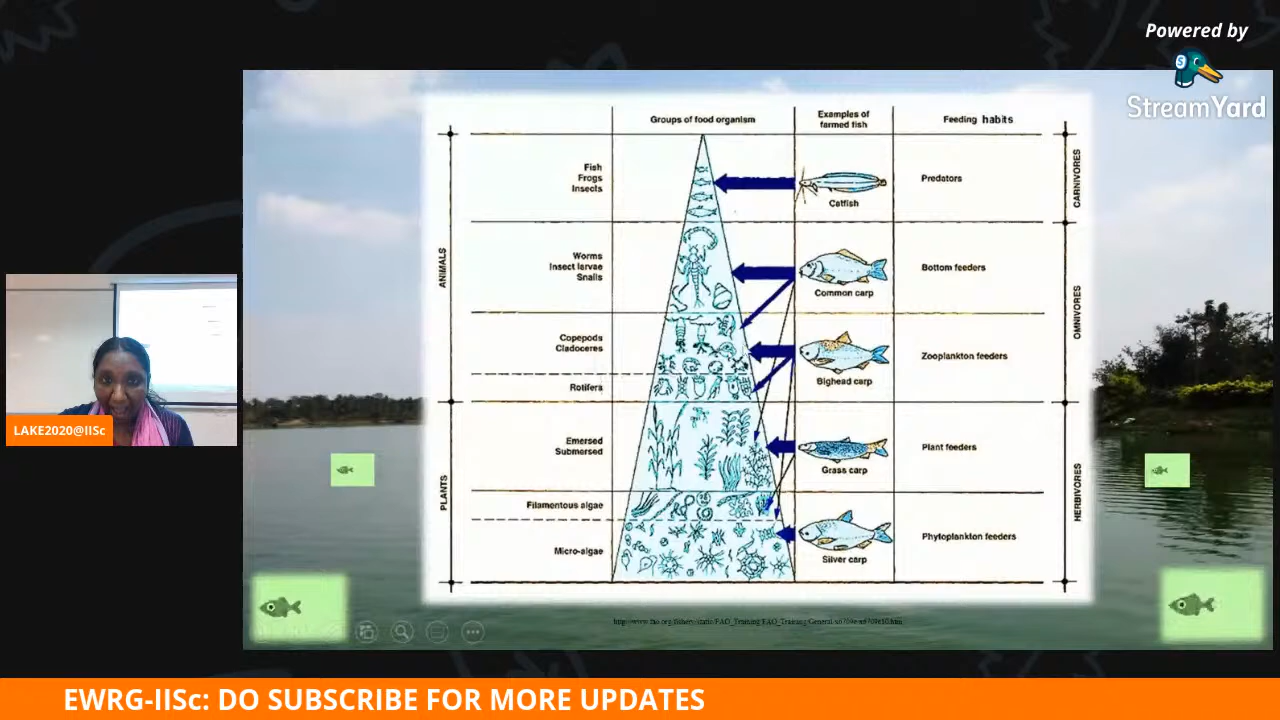 Powered by
StreamYard
Groups of food organism
Examples of
farmed fish
Feeding habits
ANIMALS
PLANTS
Fish
Frogs
Insects
Catfish
Predators
CARNIVORES
Worms
Insect larvae
Snails
Common carp
Bottom feeders
OMNIVORES
Copepods
Cladoceres
Rotifera
Bighead carp
Zooplankton feeders
Emersed
Submersed
Grass carp
Plant feeders
HERBIVORES
Filamentous algae
Micro-algae
Silver carp
Phytoplankton feeders
LAKE2020@IISc
EWRG-IISc: DO SUBSCRIBE FOR MORE UPDATES